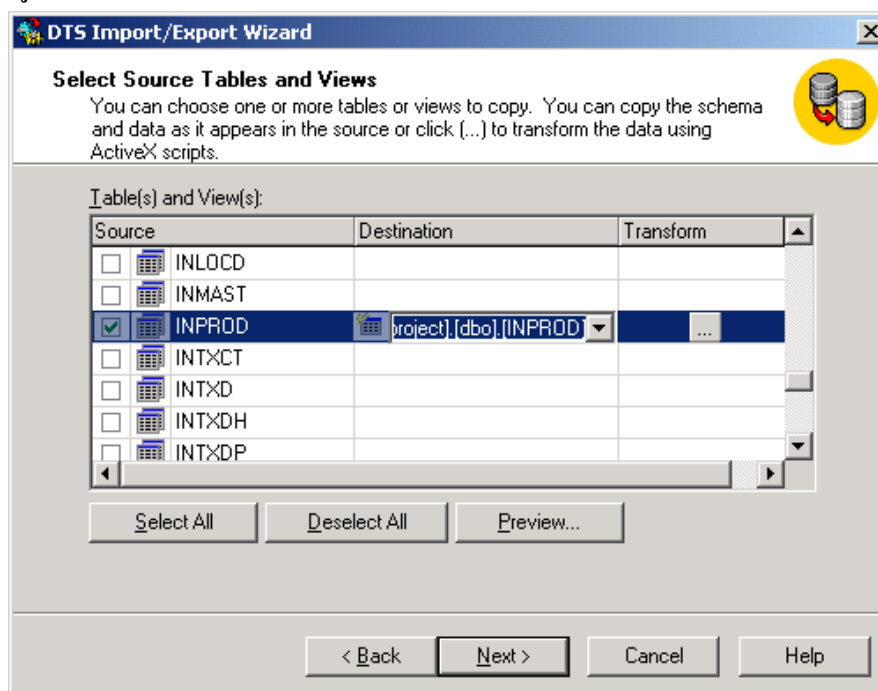 DTS Import/Export Wizard
Select Source Tables and Views
You can choose one or more tables or views to copy. You can copy the schema
and data as it appears in the source or click (...) to transform the data using
ActiveX scripts.
Table(s) and View(s):
Source Destination Transform
INLOCD
INMAST
INPROD project].[dbo].[INPROD] ...
INTXCT
INTXD
INTXDH
INTXDP
Select All Deselect All Preview...
< Back Next > Cancel Help